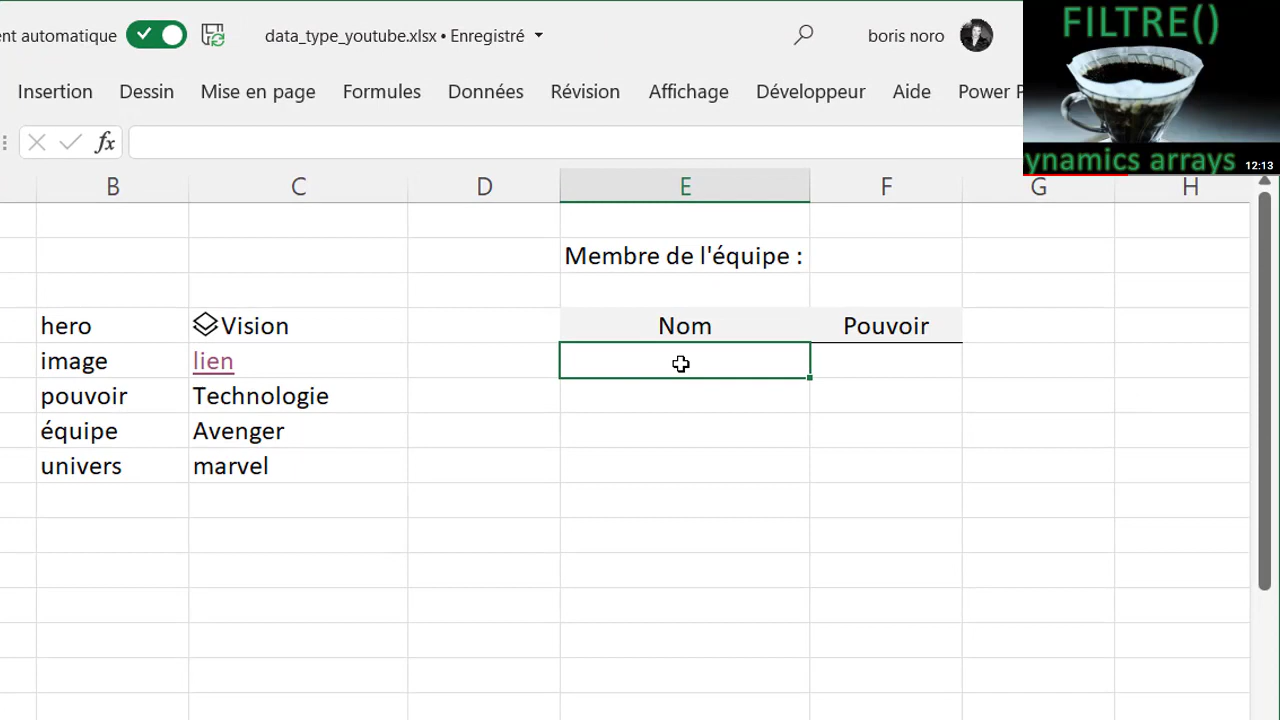 nt automatique
data_type_youtube.xlsx • Enregistré
boris noro
FILTRE()
ynamics arrays
12:13
Insertion Dessin Mise en page Formules Données Révision Affichage Développeur Aide Power P
fx
B C D E F G H
Membre de l'équipe :
hero Vision Nom Pouvoir
image lien
pouvoir Technologie
équipe Avenger
univers marvel